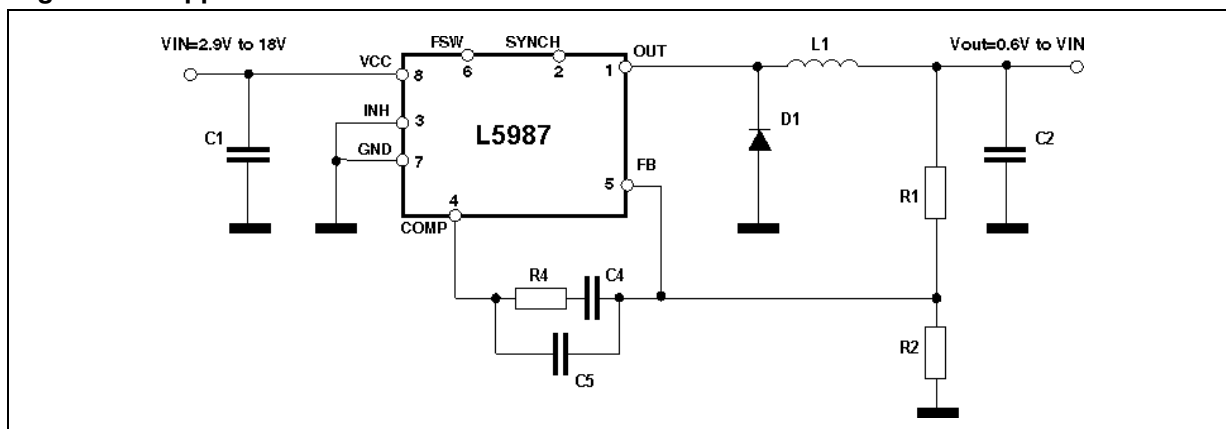 VIN=2.9V to 18V
FSW
SYNCH
OUT
L1
Vout=0.6V to VIN
VCC
8
6
2
1
INH
3
D1
C1
L5987
C2
GND
7
FB
5
R1
4
COMP
R4
C4
R2
C5